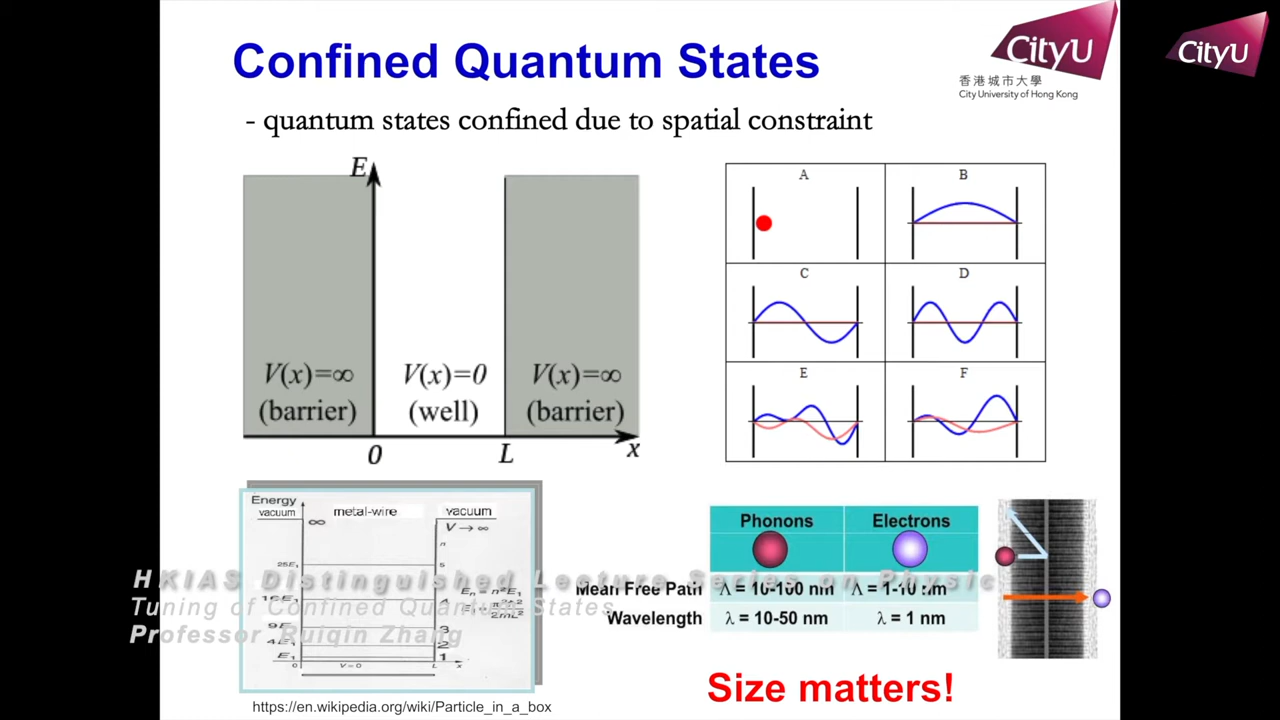 Confined Quantum States
CityU
香港城市大學
City University of Hong Kong
CityU
- quantum states confined due to spatial constraint
E
V(x)=∞
(barrier)
V(x)=0
(well)
V(x)=∞
(barrier)
0
L
x
A
B
C
D
E
F
Energy
vacuum
∞
metal-wire
vacuum
V → ∞
n
25E₁
5
16E₁
4
Eₙ = n²E₁
9E₁
3
4E₁
2
E₁
1
0
V=0
L
x
Phonons
Electrons
Mean Free Path
Λ = 10-100 nm
Λ = 1-10 nm
Wavelength
λ = 10-50 nm
λ = 1 nm
HKIAS Distinguished Lecture Series on Physic
Tuning of Confined Quantum States
Professor Ruiqin Zhang
Size matters!
https://en.wikipedia.org/wiki/Particle_in_a_box